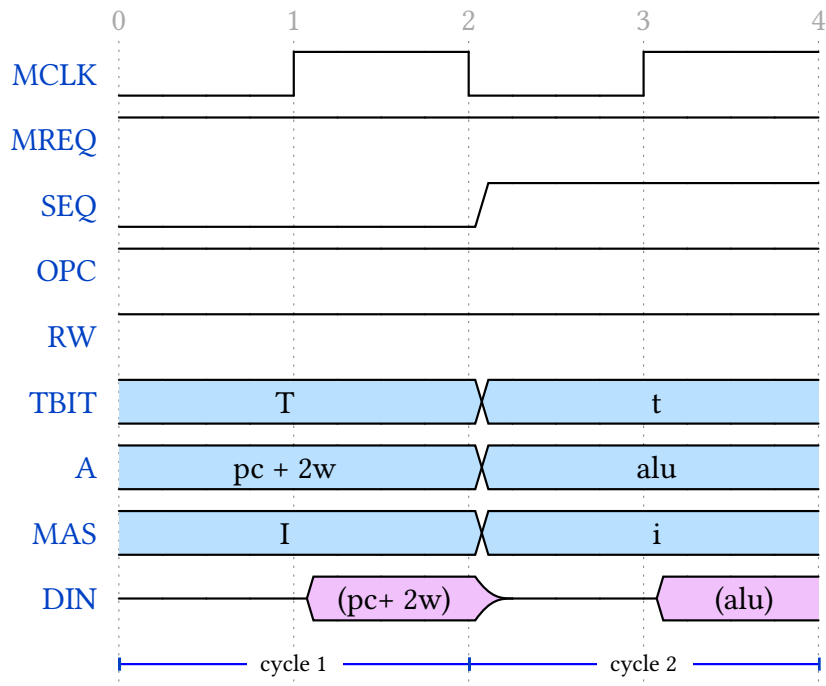 0 1 2 3 4
MCLK
MREQ
SEQ
OPC
RW
TBIT T t
A pc + 2w alu
MAS I i
DIN (pc+ 2w) (alu)
cycle 1 cycle 2